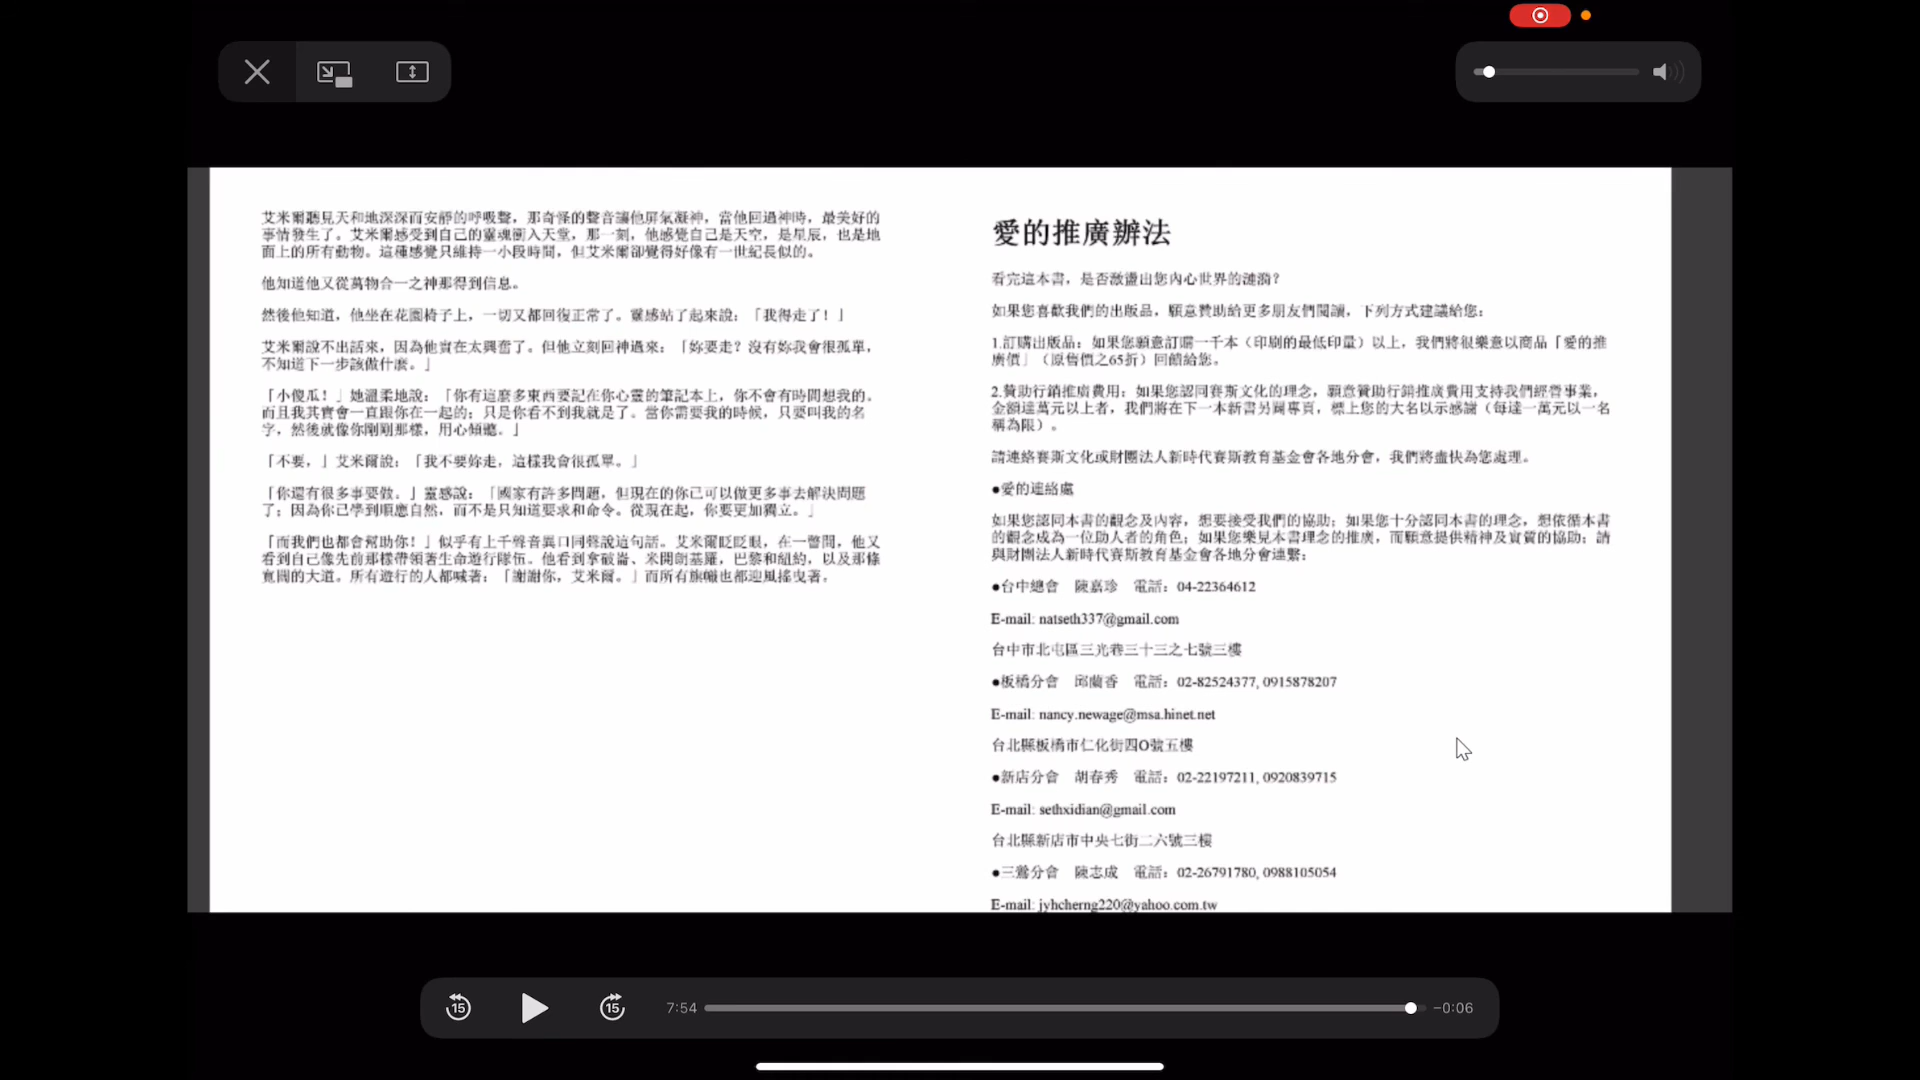 艾米爾聽見天和地深深而安靜的呼吸聲，那奇怪的聲音讓他屏氣凝神，當他回過神時，最美好的
事情發生了。艾米爾感受到自己的靈魂衝入天堂，那一刻，他感覺自己是天空，是星辰，也是地
面上的所有動物。這種感覺只維持一小段時間，但艾米爾卻覺得好像有一世紀長似的。
他知道他又從萬物合一之神那得到信息。
然後他知道，他坐在花園椅子上，一切又都回復正常了。靈感站了起來說：「我得走了！」
艾米爾說不出話來，因為他實在太興奮了。但他立刻回神過來：「妳要走？沒有妳我會很孤單，
不知道下一步該做什麼。」
「小傻瓜！」她溫柔地說：「你有這麼多東西要記在你心靈的筆記本上，你不會有時間想我的。
而且我其實會一直跟你在一起的；只是你看不到我就是了。當你需要我的時候，只要叫我的名
字，然後就像你剛剛那樣，用心傾聽。」
「不要，」艾米爾說：「我不要妳走，這樣我會很孤單。」
「你還有很多事要做。」靈感說：「國家有許多問題，但現在的你已可以做更多事去解決問題
了；因為你已學到順應自然，而不是只知道要求和命令。從現在起，你要更加獨立。」
「而我們也都會幫助你！」似乎有上千聲音異口同聲說這句話。艾米爾眨眨眼，在一瞥間，他又
看到自己像先前那樣帶領著生命遊行隊伍。他看到拿破崙、米開朗基羅，巴黎和紐約，以及那條
寬闊的大道。所有遊行的人都喊著：「謝謝你，艾米爾。」而所有旗幟也都迎風搖曳著。
愛的推廣辦法
看完這本書，是否激盪出您內心世界的漣漪？
如果您喜歡我們的出版品，願意贊助給更多朋友們閱讀，下列方式建議給您：
1.訂購出版品：如果您願意訂購一千本（印刷的最低印量）以上，我們將很樂意以商品「愛的推
廣價」（原售價之65折）回饋給您。
2.贊助行銷推廣費用：如果您認同賽斯文化的理念，願意贊助行銷推廣費用支持我們經營事業，
金額達萬元以上者，我們將在下一本新書另闢專頁，標上您的大名以示感謝（每達一萬元以一名
稱為限）。
請連絡賽斯文化或財團法人新時代賽斯教育基金會各地分會，我們將盡快為您處理。
●愛的連絡處
如果您認同本書的觀念及內容，想要接受我們的協助；如果您十分認同本書的理念，想依循本書
的觀念成為一位助人者的角色；如果您樂見本書理念的推廣，而願意提供精神及實質的協助；請
與財團法人新時代賽斯教育基金會各地分會連繫：
●台中總會　陳嘉珍　電話：04-22364612
E-mail: natseth337@gmail.com
台中市北屯區三光巷三十三之七號三樓
●板橋分會　邱蘭香　電話：02-82524377, 0915878207
E-mail: nancy.newage@msa.hinet.net
台北縣板橋市仁化街四O號五樓
●新店分會　胡春秀　電話：02-22197211, 0920839715
E-mail: sethxidian@gmail.com
台北縣新店市中央七街二六號三樓
●三鶯分會　陳志成　電話：02-26791780, 0988105054
E-mail: jyhcherng220@yahoo.com.tw
15
15
7:54
−0:06